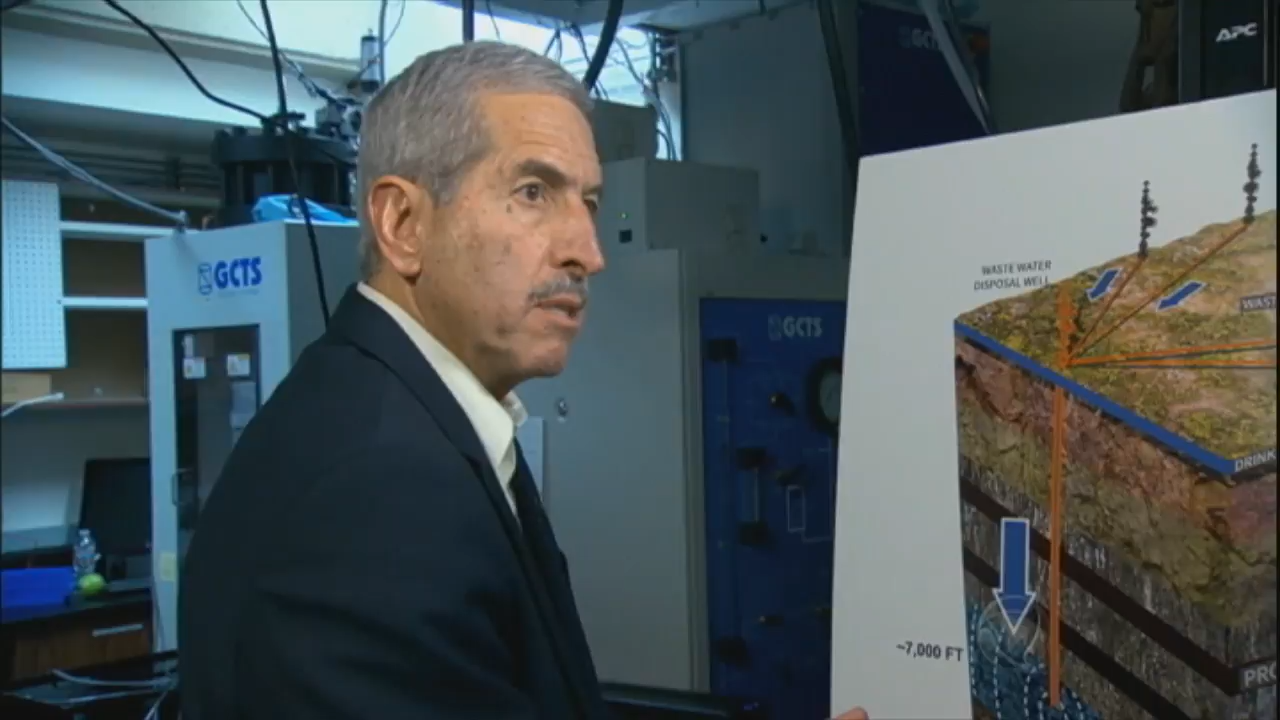 GCTS
GCTS
GCTS
APC
WASTE WATER
DISPOSAL WELL
WAST
DRINK
~7,000 FT
PRO